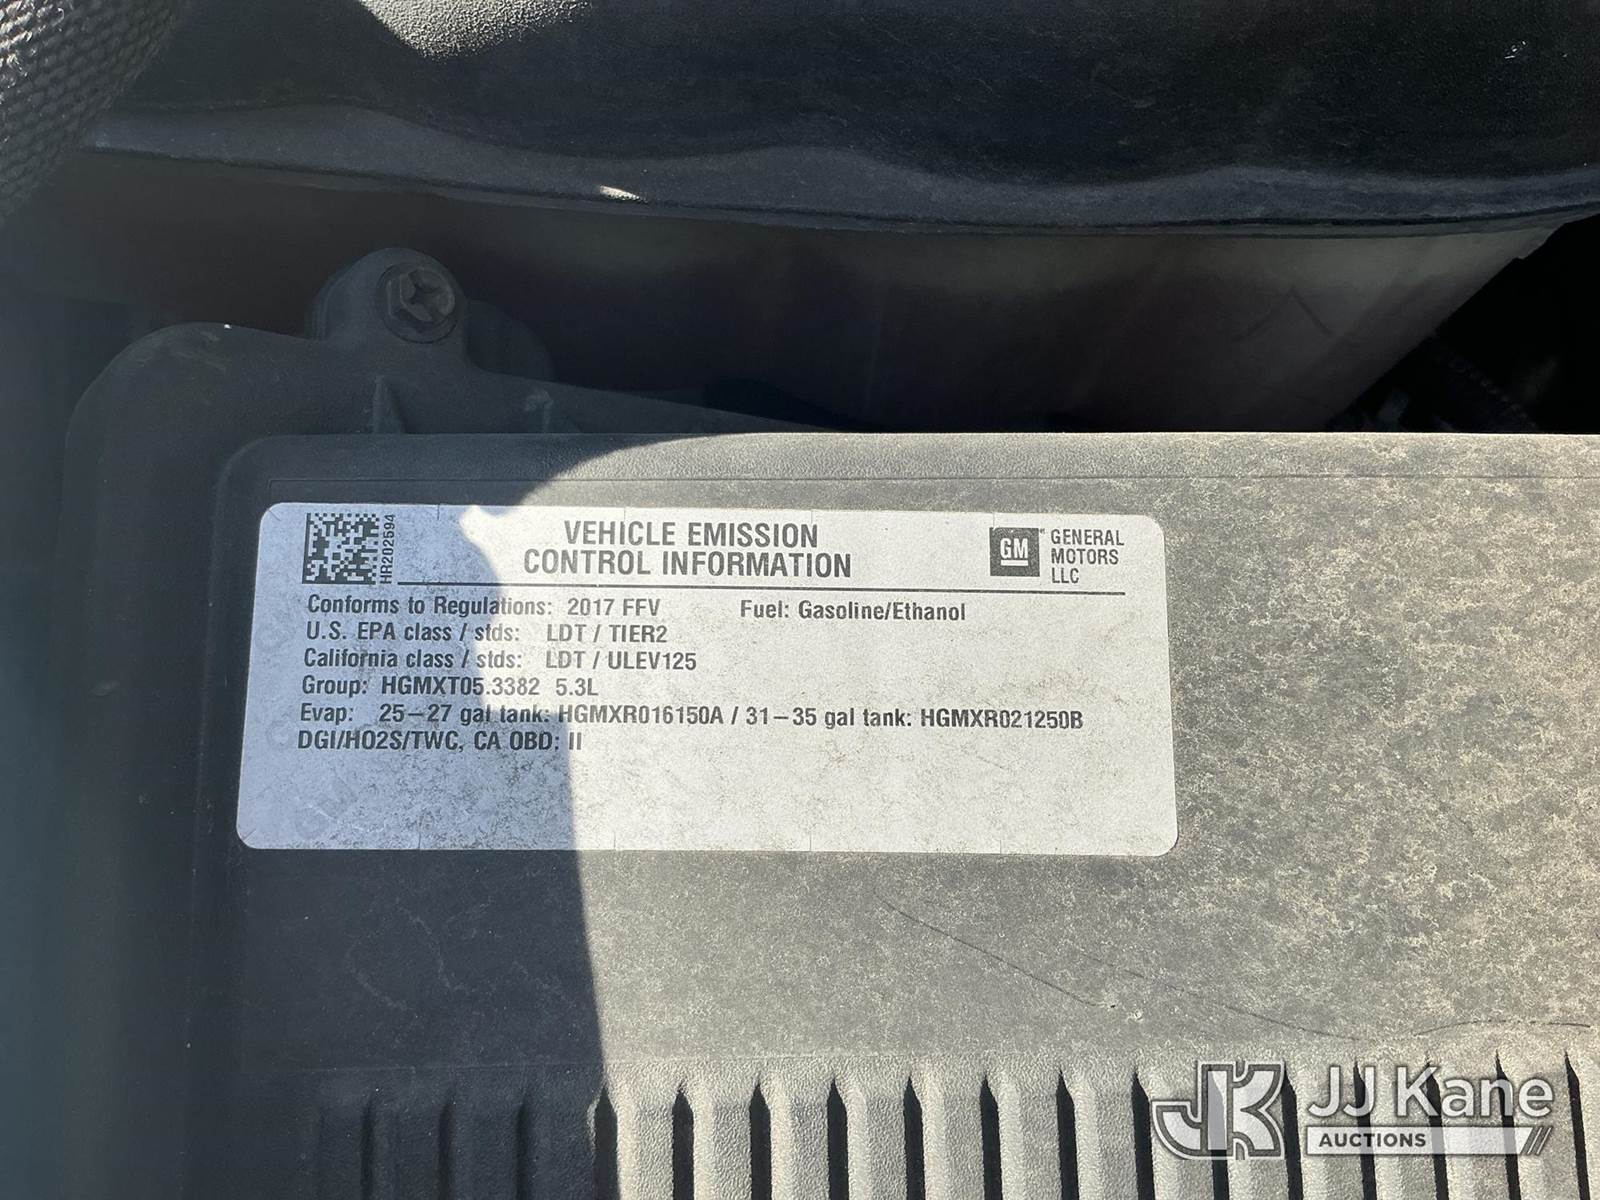 HR202594
VEHICLE EMISSION
CONTROL INFORMATION
GM
GENERAL
MOTORS
LLC
Conforms to Regulations: 2017 FFV Fuel: Gasoline/Ethanol
U.S. EPA class / stds: LDT / TIER2
California class / stds: LDT / ULEV125
Group: HGMXT05.3382 5.3L
Evap: 25–27 gal tank: HGMXR016150A / 31–35 gal tank: HGMXR021250B
DGI/HO2S/TWC, CA OBD: II
JK JJ Kane
AUCTIONS